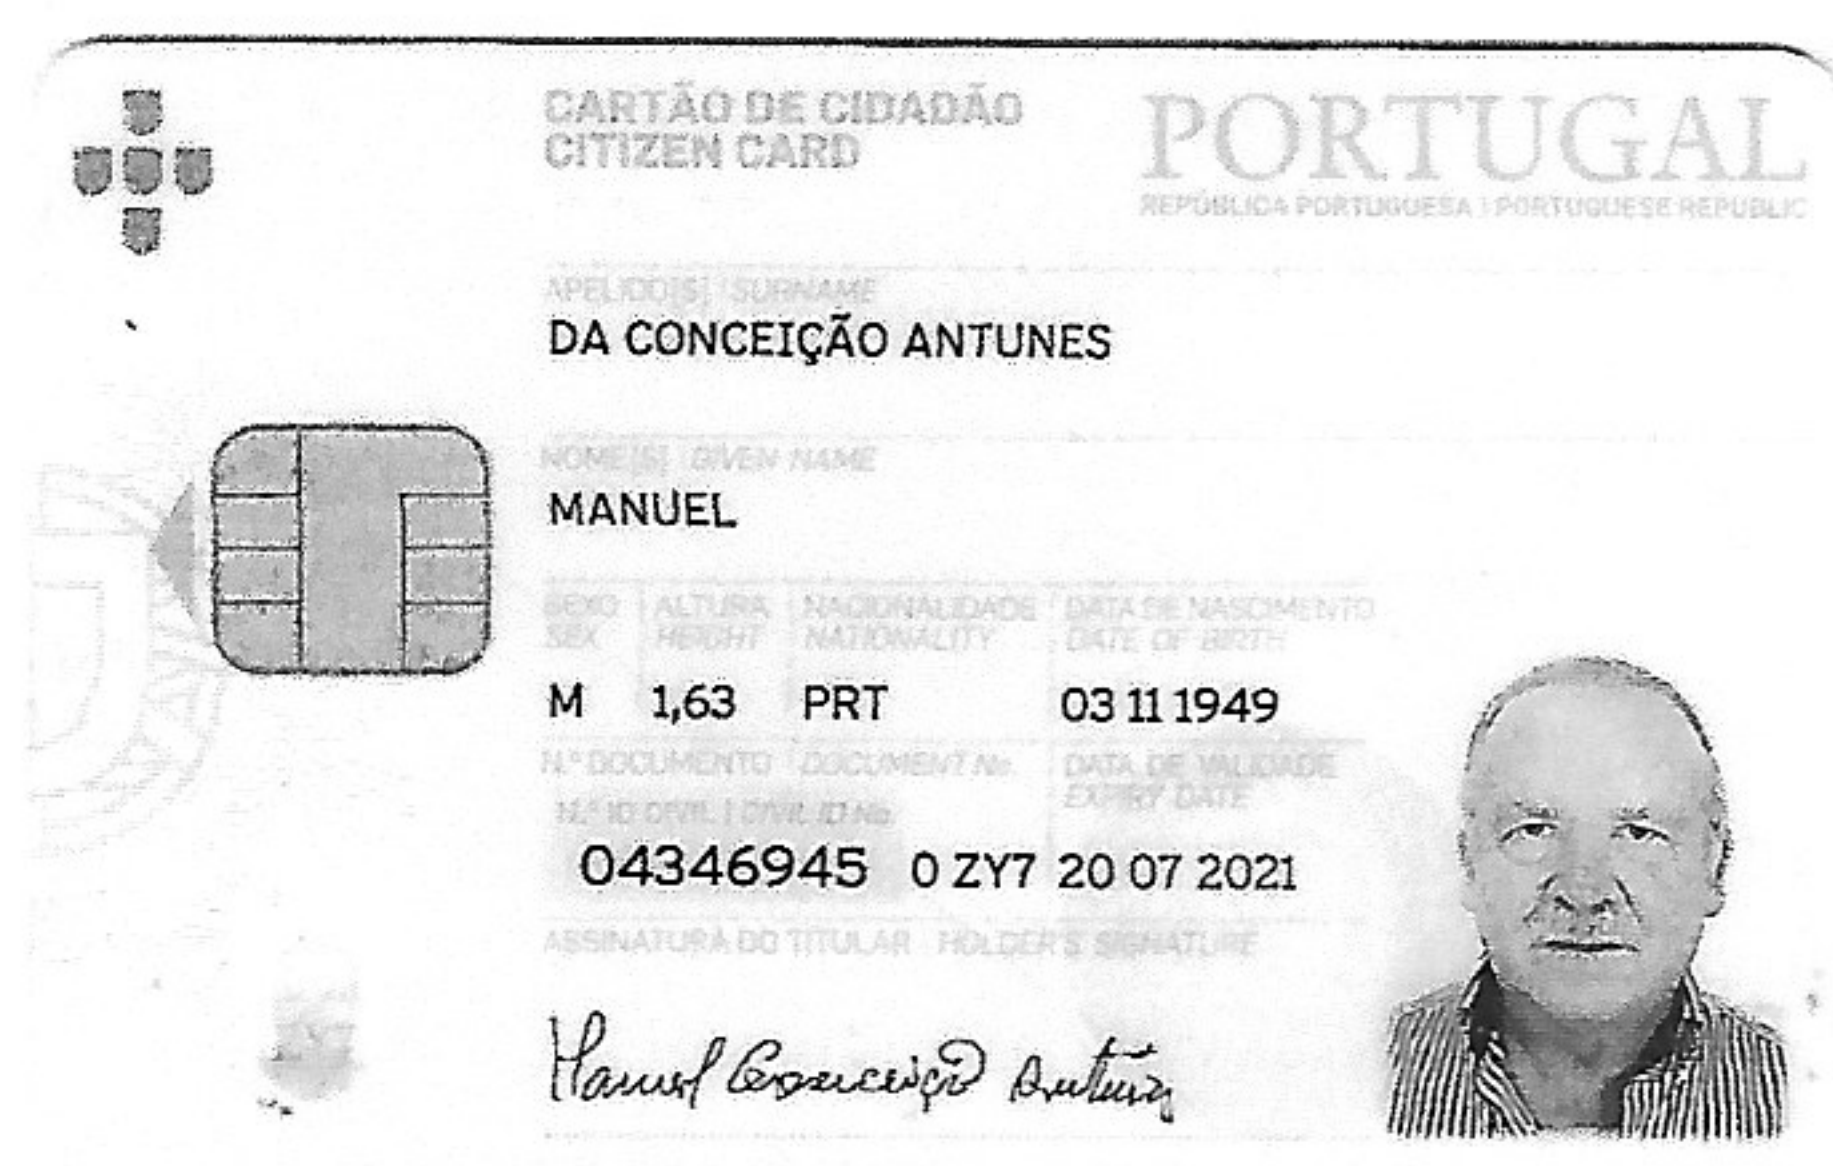 CARTÃO DE CIDADÃO
CITIZEN CARD
PORTUGAL
REPÚBLICA PORTUGUESA | PORTUGUESE REPUBLIC
APELIDO[S] SURNAME
DA CONCEIÇÃO ANTUNES
NOME[S] GIVEN NAME
MANUEL
SEXO ALTURA NACIONALIDADE DATA DE NASCIMENTO
SEX HEIGHT NATIONALITY DATE OF BIRTH
M 1,63 PRT 03 11 1949
N.º DOCUMENTO DOCUMENT No. DATA DE VALIDADE
EXPIRY DATE
N.º ID CIVIL | CIVIL ID No.
04346945 0 ZY7 20 07 2021
ASSINATURA DO TITULAR HOLDER'S SIGNATURE
Manuel Conceição Antunes